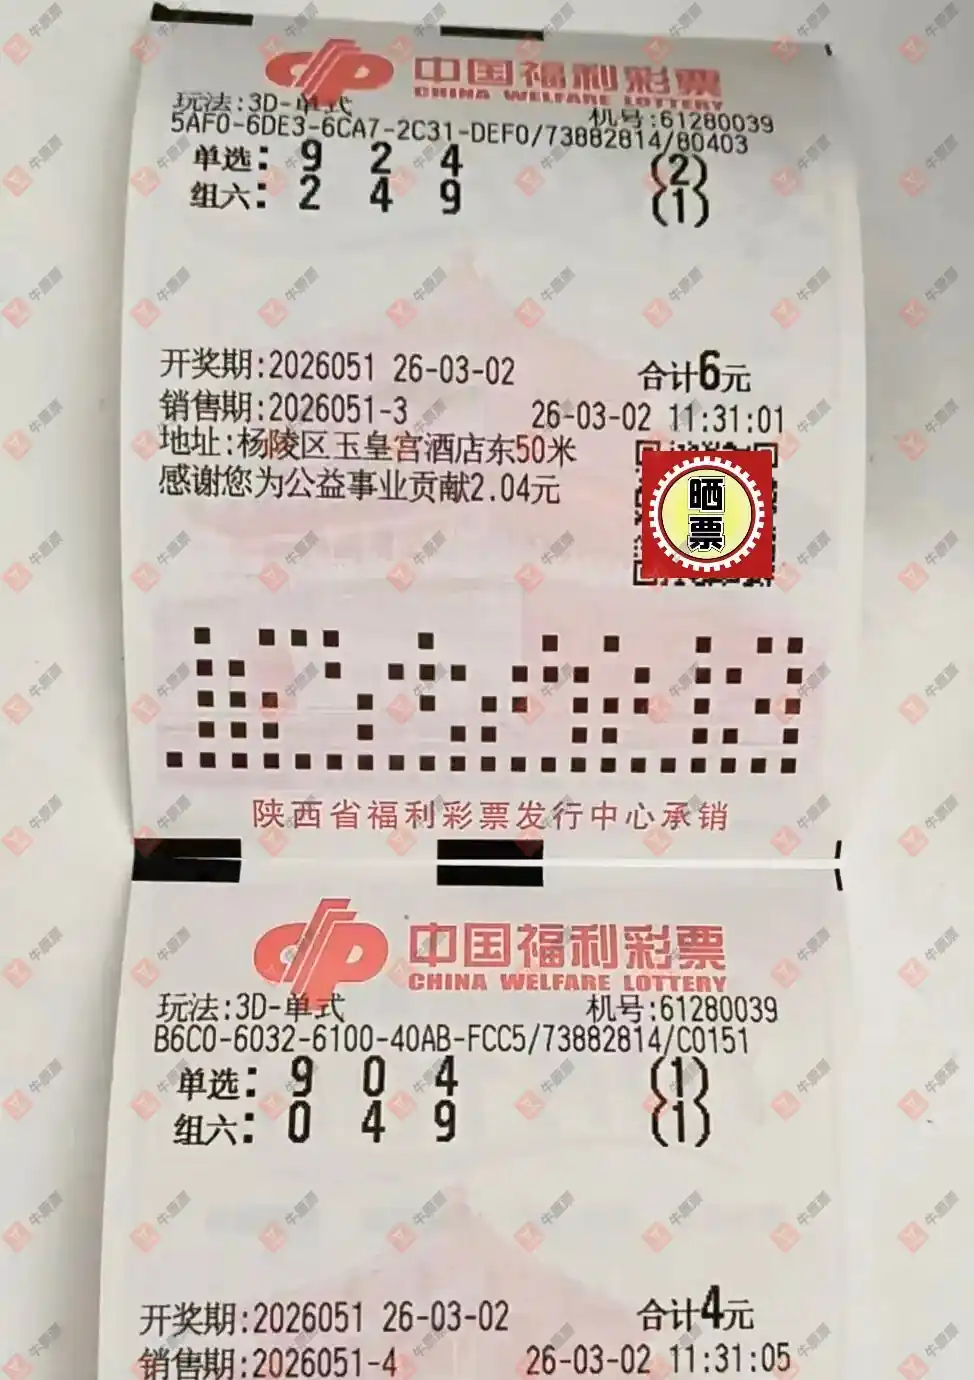 中国福利彩票
CHINA WELFARE LOTTERY
玩法:3D-单式 机号:61280039
5AF0-6DE3-6CA7-2C31-DEF0/73882814/80403
单选: 9 2 4 (2)
组六: 2 4 9 (1)
开奖期:2026051 26-03-02 合计6元
销售期:2026051-3 26-03-02 11:31:01
地址:杨陵区玉皇宫酒店东50米
感谢您为公益事业贡献2.04元
晒
票
陕西省福利彩票发行中心承销
中国福利彩票
CHINA WELFARE LOTTERY
玩法:3D-单式 机号:61280039
B6C0-6032-6100-40AB-FCC5/73882814/C0151
单选: 9 0 4 (1)
组六: 0 4 9 (1)
开奖期:2026051 26-03-02 合计4元
销售期:2026051-4 26-03-02 11:31:05